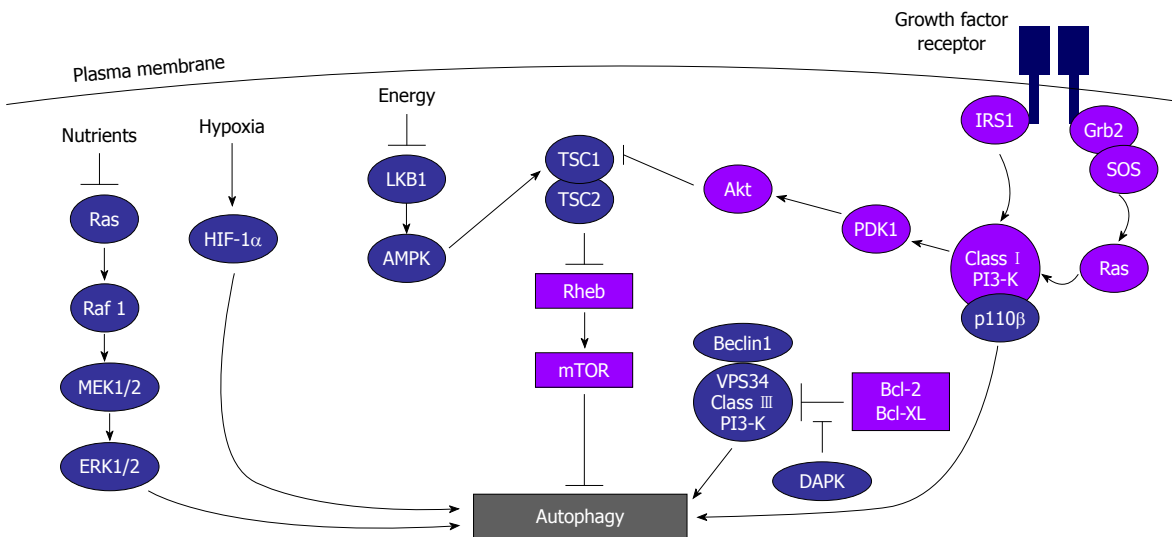 Growth factor
receptor
Plasma membrane
Energy
Nutrients
Hypoxia
IRS1
Grb2
SOS
TSC1
TSC2
LKB1
Akt
Ras
HIF-1α
AMPK
PDK1
Class Ⅰ
PI3-K
p110β
Ras
Raf 1
Rheb
Beclin1
mTOR
VPS34
Class Ⅲ
PI3-K
Bcl-2
Bcl-XL
MEK1/2
ERK1/2
DAPK
Autophagy